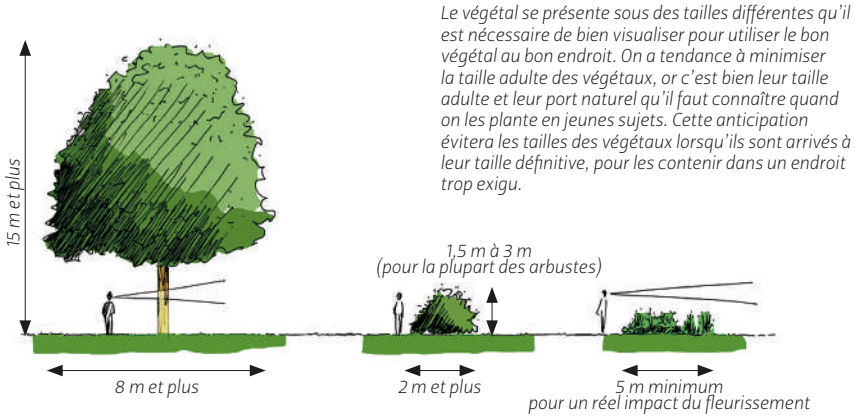 Le végétal se présente sous des tailles différentes qu'il
est nécessaire de bien visualiser pour utiliser le bon
végétal au bon endroit. On a tendance à minimiser
la taille adulte des végétaux, or c'est bien leur taille
adulte et leur port naturel qu'il faut connaître quand
on les plante en jeunes sujets. Cette anticipation
évitera les tailles des végétaux lorsqu'ils sont arrivés à
leur taille définitive, pour les contenir dans un endroit
trop exigu.
15 m et plus
1,5 m à 3 m
(pour la plupart des arbustes)
8 m et plus
2 m et plus
5 m minimum
pour un réel impact du fleurissement